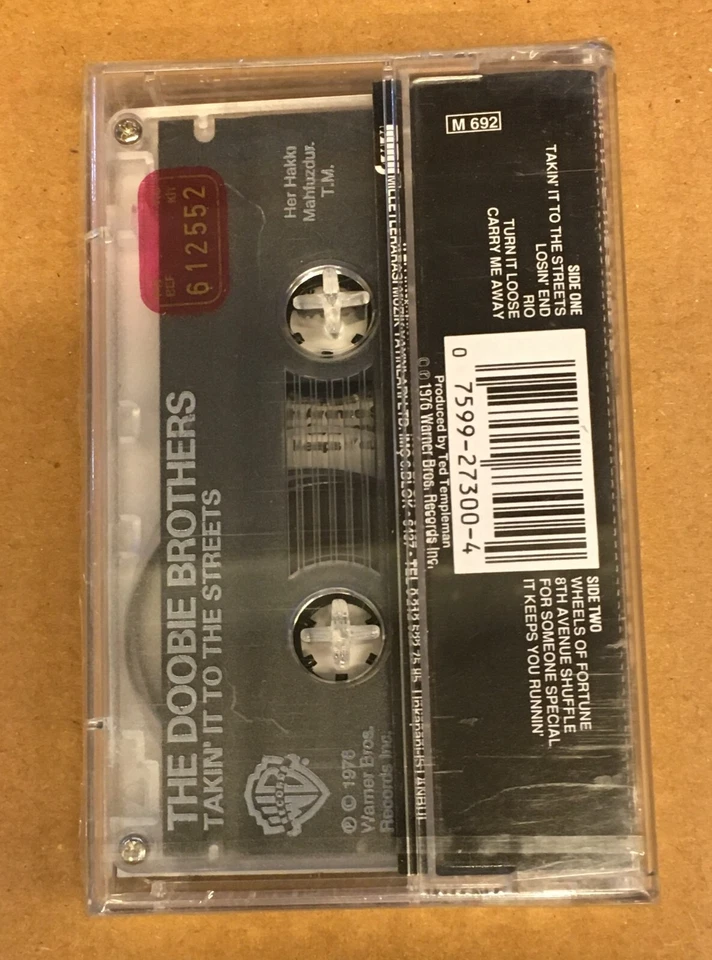 M 692
SIDE ONE
TAKIN' IT TO THE STREETS
LOSIN' END
RIO
TURN IT LOOSE
CARRY ME AWAY
0 7599-27300-4
SIDE TWO
WHEELS OF FORTUNE
8TH AVENUE SHUFFLE
FOR SOMEONE SPECIAL
IT KEEPS YOU RUNNIN'
Produced by Ted Templeman
© ℗ 1976 Warner Bros. Records Inc.
612552
Her Hakkı
Mahfuzdur.
T.M.
THE DOOBIE BROTHERS
TAKIN' IT TO THE STREETS
RECORDS
℗ © 1976
Warner Bros.
Records Inc.